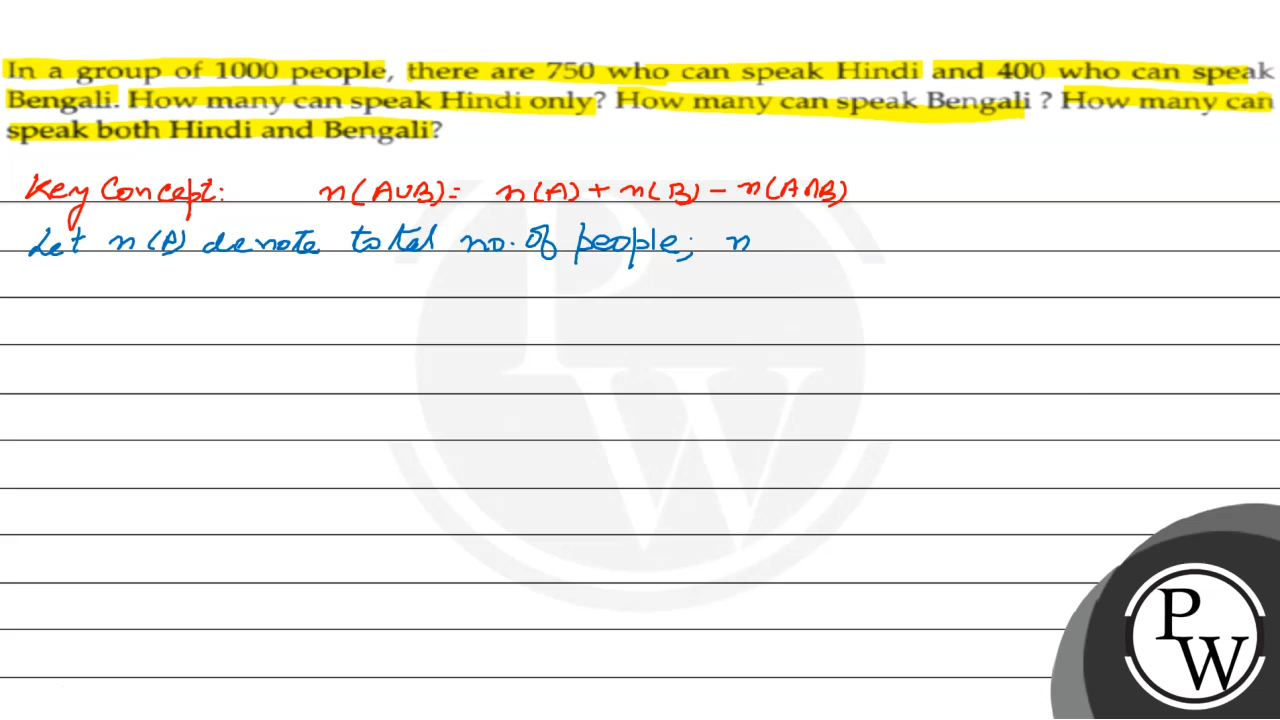 In a group of 1000 people, there are 750 who can speak Hindi and 400 who can speak
Bengali. How many can speak Hindi only? How many can speak Bengali ? How many can
speak both Hindi and Bengali?
Key Concept: n(A∪B)= n(A)+n(B)-n(A∩B)
Let n(P) denote total no. of people; n
PW
PW